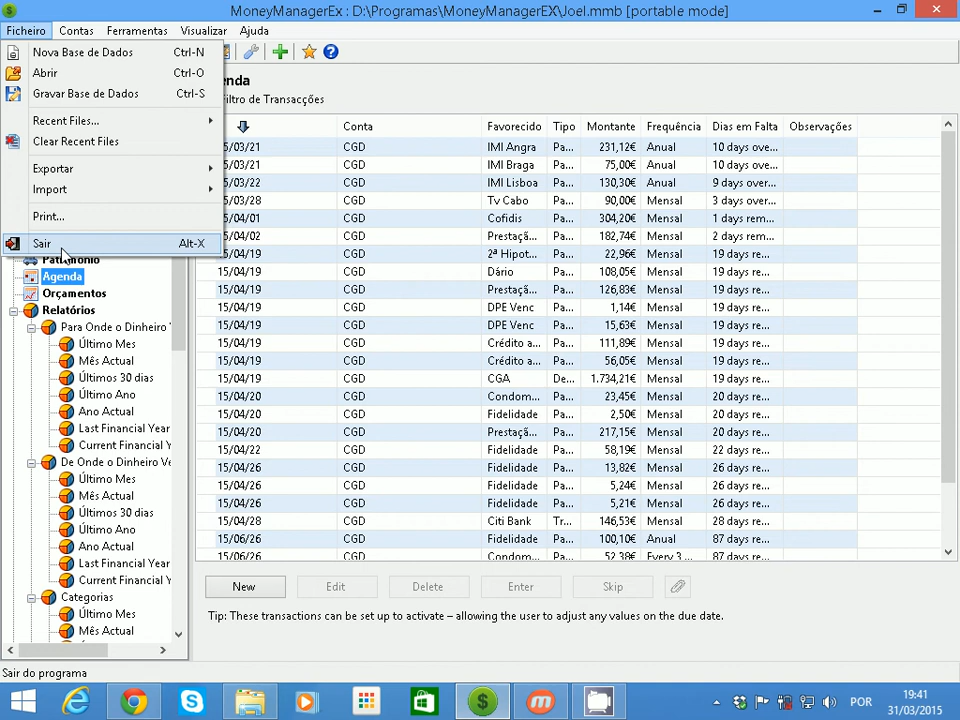 MoneyManagerEx : D:\Programas\MoneyManagerEX\Joel.mmb [portable mode]
Ficheiro Contas Ferramentas Visualizar Ajuda
Nova Base de Dados Ctrl-N
Abrir Ctrl-O
Gravar Base de Dados Ctrl-S
Recent Files...
Clear Recent Files
Exportar
Import
Print...
Sair Alt-X
Património
Agenda
Orçamentos
Relatórios
Para Onde o Dinheiro
Último Mes
Mês Actual
Últimos 30 dias
Último Ano
Ano Actual
Last Financial Year
Current Financial Y
De Onde o Dinheiro Ve
Último Mes
Mês Actual
Últimos 30 dias
Último Ano
Ano Actual
Last Financial Year
Current Financial Y
Categorias
Último Mes
Mês Actual
enda
Filtro de Transacções
Conta Favorecido Tipo Montante Frequência Dias em Falta Observações
15/03/21 CGD IMI Angra Pa... 231,12€ Anual 10 days ove...
15/03/21 CGD IMI Braga Pa... 75,00€ Anual 10 days ove...
15/03/22 CGD IMI Lisboa Pa... 130,30€ Anual 9 days over...
15/03/28 CGD Tv Cabo Pa... 90,00€ Mensal 3 days over...
15/04/01 CGD Cofidis Pa... 304,20€ Mensal 1 days rem...
15/04/02 CGD Prestaçã... Pa... 182,74€ Mensal 2 days rem...
15/04/19 CGD 2ª Hipot... Pa... 22,96€ Mensal 19 days re...
15/04/19 CGD Dário Pa... 108,05€ Mensal 19 days re...
15/04/19 CGD Prestaçã... Pa... 126,83€ Mensal 19 days re...
15/04/19 CGD DPE Venc Pa... 1,14€ Mensal 19 days re...
15/04/19 CGD DPE Venc Pa... 15,63€ Mensal 19 days re...
15/04/19 CGD Crédito a... Pa... 111,89€ Mensal 19 days re...
15/04/19 CGD Crédito a... Pa... 56,05€ Mensal 19 days re...
15/04/19 CGD CGA De... 1.734,21€ Mensal 19 days re...
15/04/20 CGD Condom... Pa... 23,45€ Mensal 20 days re...
15/04/20 CGD Fidelidade Pa... 2,50€ Mensal 20 days re...
15/04/20 CGD Prestaçã... Pa... 217,15€ Mensal 20 days re...
15/04/22 CGD Fidelidade Pa... 58,19€ Mensal 22 days re...
15/04/26 CGD Fidelidade Pa... 13,82€ Mensal 26 days re...
15/04/26 CGD Fidelidade Pa... 5,24€ Mensal 26 days re...
15/04/26 CGD Fidelidade Pa... 5,21€ Mensal 26 days re...
15/04/28 CGD Citi Bank Tr... 146,53€ Mensal 28 days re...
15/06/26 CGD Fidelidade Pa... 100,10€ Anual 87 days re...
15/06/26 CGD Condom... Pa... 52,38€ Every 3 ... 87 days re...
New Edit Delete Enter Skip
Tip: These transactions can be set up to activate – allowing the user to adjust any values on the due date.
Sair do programa
POR
19:41
31/03/2015